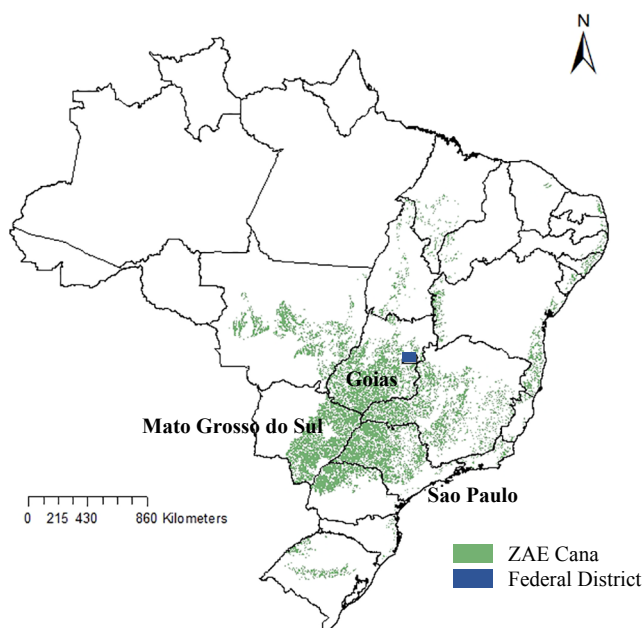 N
Goias
Mato Grosso do Sul
Sao Paulo
0 215 430 860 Kilometers
ZAE Cana
Federal District